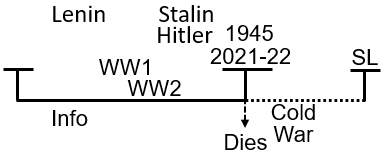 Lenin
Stalin
Hitler
1945
2021-22
SL
WW1
WW2
Info
Cold
War
Dies